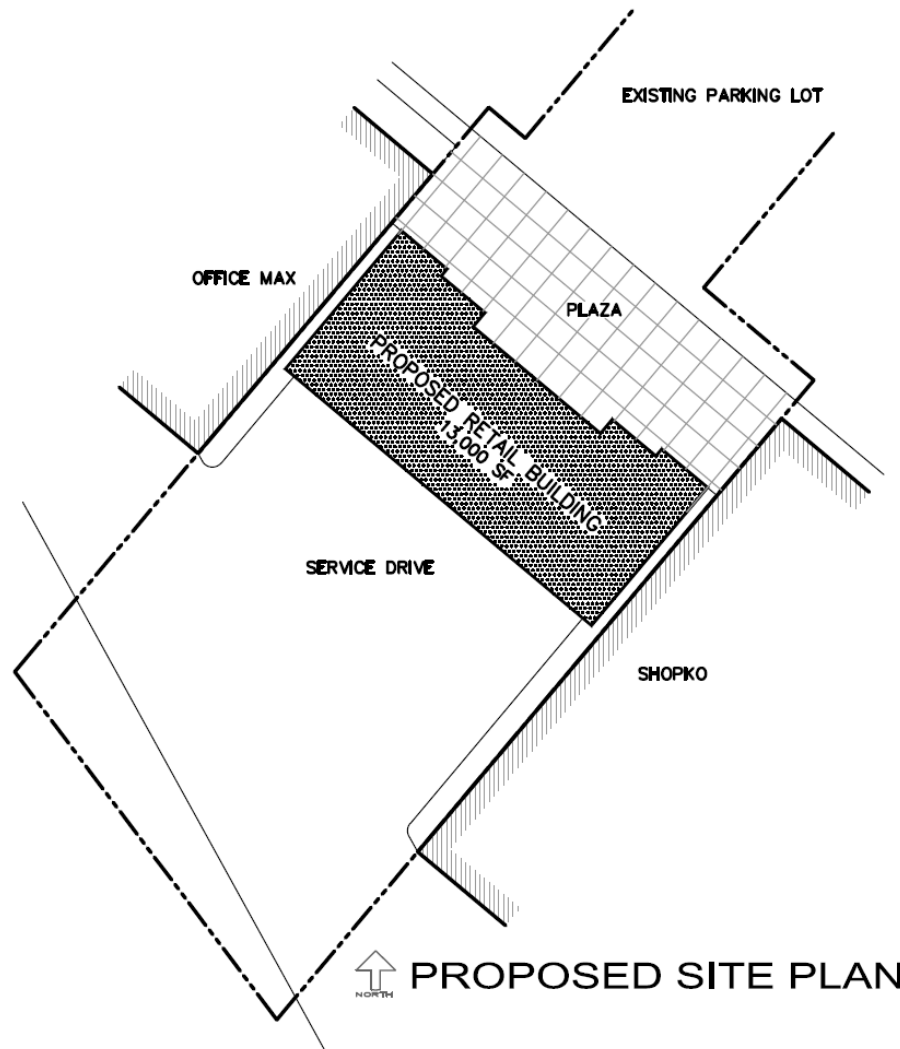 EXISTING PARKING LOT
OFFICE MAX
PLAZA
PROPOSED RETAIL BUILDING
13,000 SF
SERVICE DRIVE
SHOPKO
NORTH
PROPOSED SITE PLAN